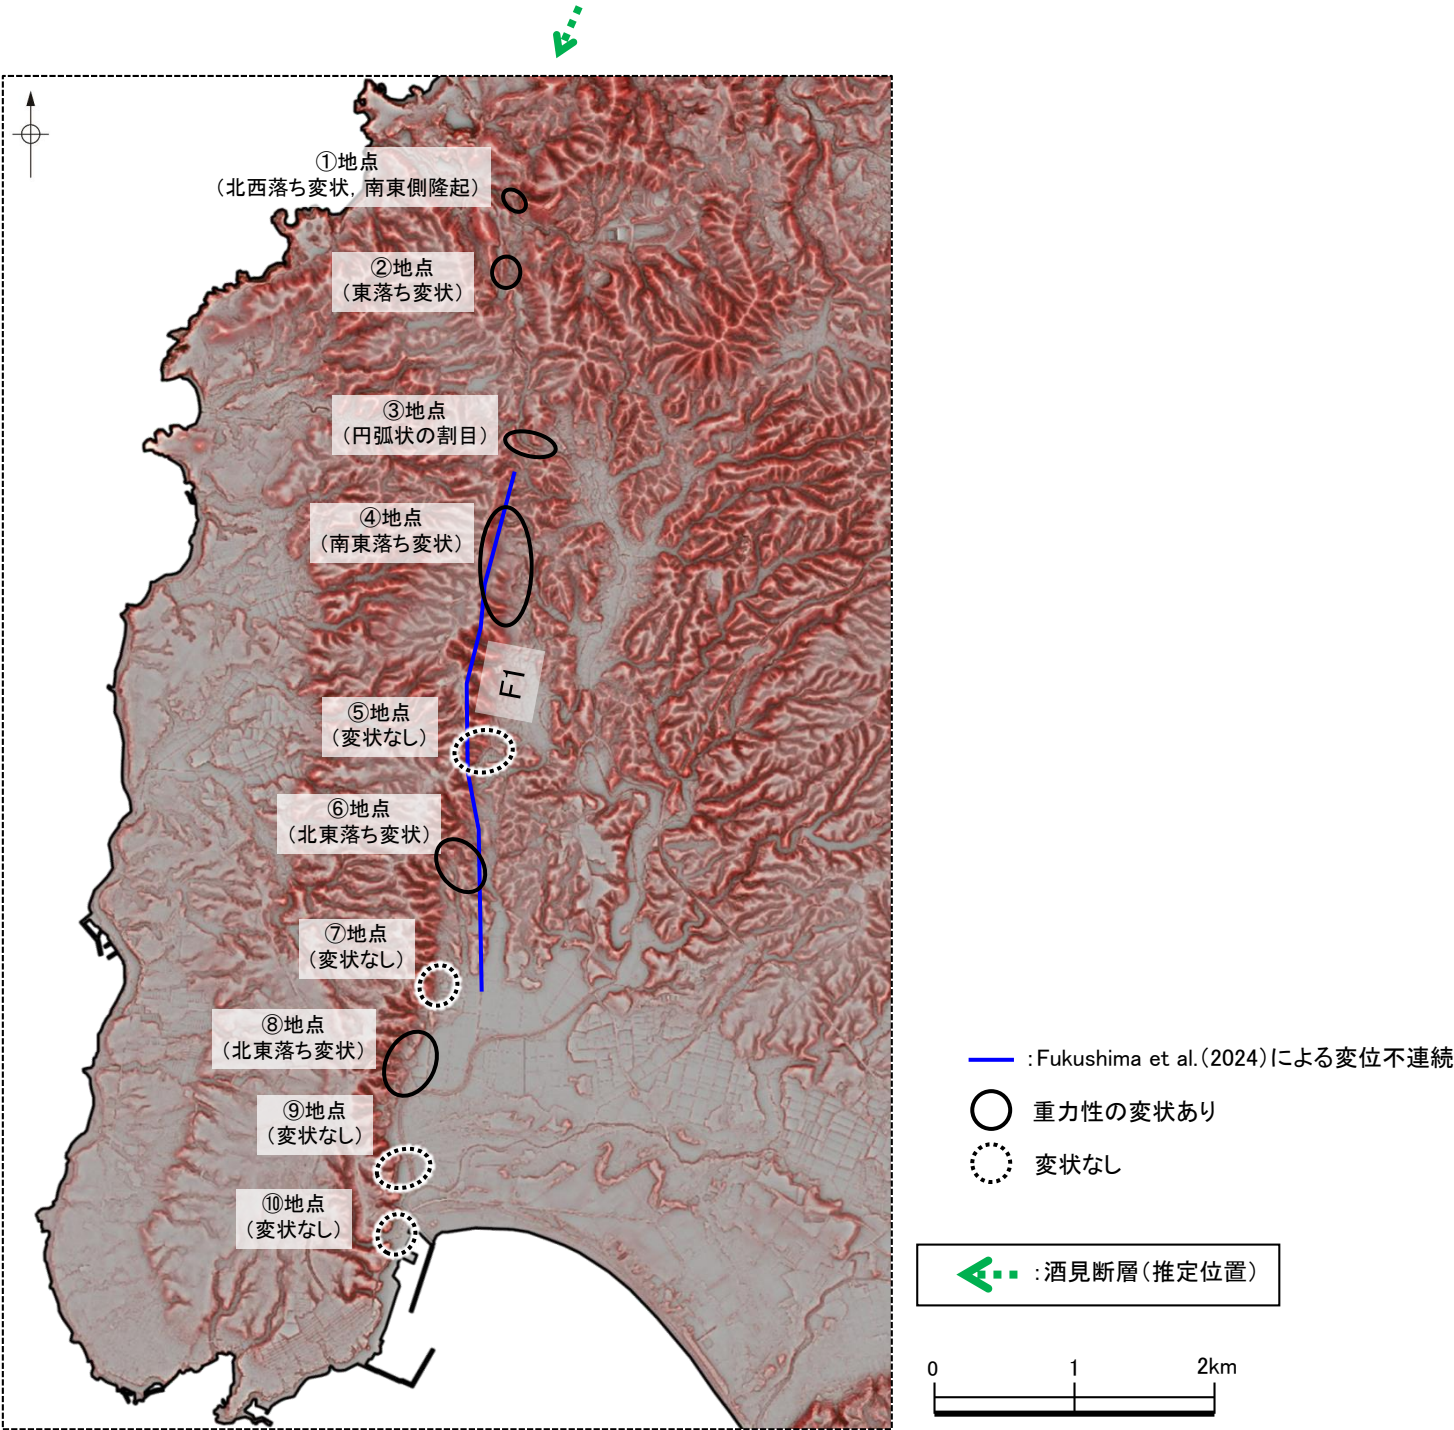 ①地点
（北西落ち変状，南東側隆起）
②地点
（東落ち変状）
③地点
（円弧状の割目）
④地点
（南東落ち変状）
F1
⑤地点
（変状なし）
⑥地点
（北東落ち変状）
⑦地点
（変状なし）
⑧地点
（北東落ち変状）
⑨地点
（変状なし）
⑩地点
（変状なし）
：Fukushima et al.（2024）による変位不連続
重力性の変状あり
変状なし
：酒見断層（推定位置）
0 1 2km